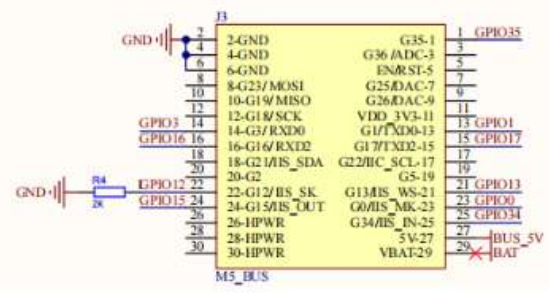 J3
GND 2 2-GND G35-1 1 GPIO35
4 4-GND G36/ADC-3 3
6 6-GND EN/RST-5 5
8 8-G23/MOSI G25/DAC-7 7
10 10-G19/MISO G26/DAC-9 9
12 12-G18/SCK VDD_3V3-11 11
GPIO3 14 14-G3/RXD0 G1/TXD0-13 13 GPIO1
GPIO16 16 16-G16/RXD2 G17/TXD2-15 15 GPIO17
18 18-G21/IIS_SDA G22/IIC_SCL-17 17
20 20-G2 G5-19 19
GND R4 2K GPIO12 22 22-G12/IIS_SK G13/IIS_WS-21 21 GPIO13
GPIO15 24 24-G15/IIS_OUT G0/IIS_MK-23 23 GPIO0
26 26-HPWR G34/IIS_IN-25 25 GPIO34
28 28-HPWR 5V-27 27 BUS_5V
30 30-HPWR VBAT-29 29 BAT
M5_BUS